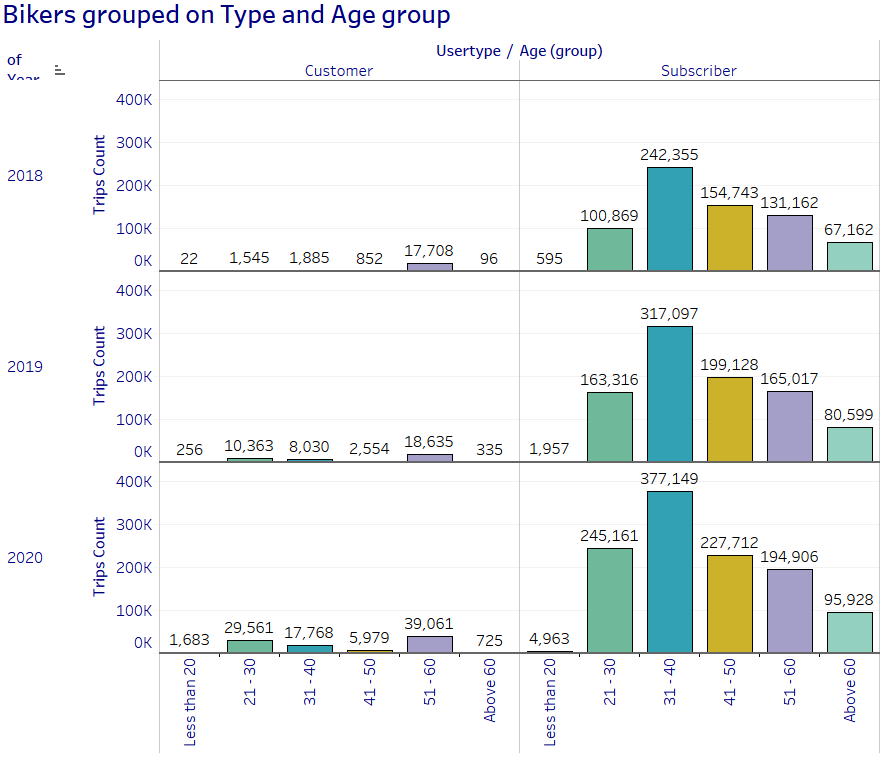 Bikers grouped on Type and Age group
Usertype / Age (group)
of
Year
Customer
Subscriber
2018
Trips Count
400K
300K
200K
100K
0K
22
1,545
1,885
852
17,708
96
595
100,869
242,355
154,743
131,162
67,162
2019
Trips Count
400K
300K
200K
100K
0K
256
10,363
8,030
2,554
18,635
335
1,957
163,316
317,097
199,128
165,017
80,599
2020
Trips Count
400K
300K
200K
100K
0K
1,683
29,561
17,768
5,979
39,061
725
4,963
245,161
377,149
227,712
194,906
95,928
Less than 20
21 - 30
31 - 40
41 - 50
51 - 60
Above 60
Less than 20
21 - 30
31 - 40
41 - 50
51 - 60
Above 60